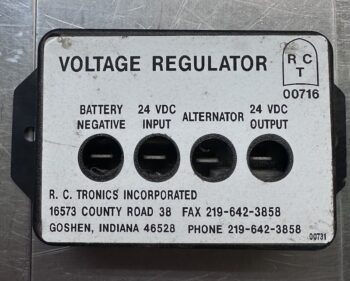 VOLTAGE REGULATOR
R C
T
00716
BATTERY NEGATIVE
24 VDC INPUT
ALTERNATOR
24 VDC OUTPUT
R. C. TRONICS INCORPORATED
16573 COUNTY ROAD 38 FAX 219-642-3858
GOSHEN, INDIANA 46528 PHONE 219-642-3858
00731